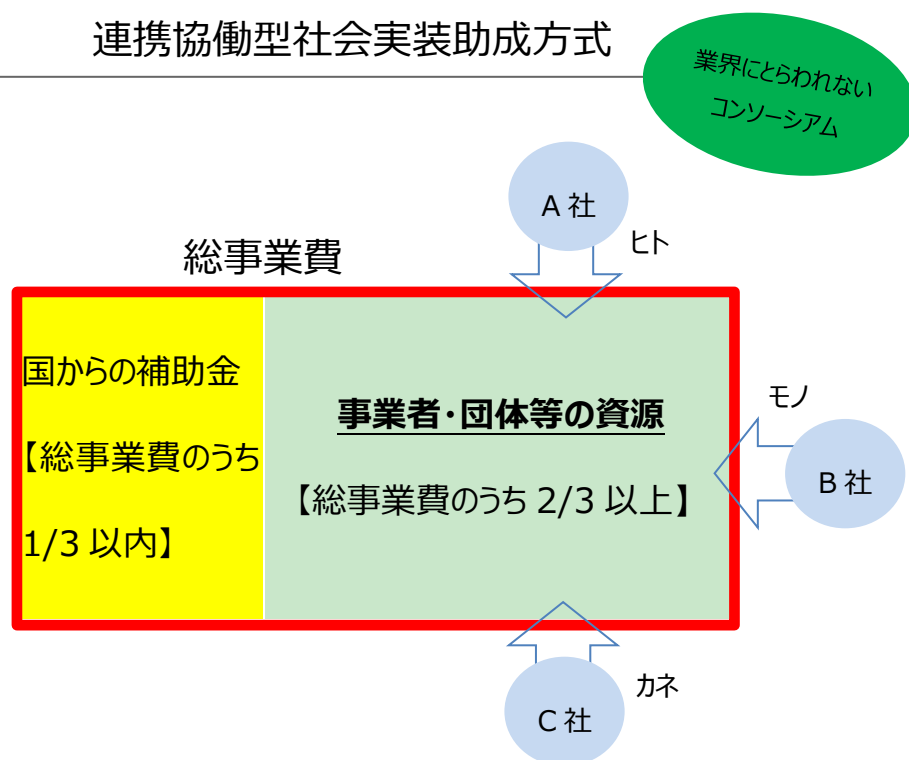 連携協働型社会実装助成方式
業界にとらわれない
コンソーシアム
A社
ヒト
総事業費
国からの補助金
【総事業費のうち
1/3以内】
事業者・団体等の資源
【総事業費のうち2/3以上】
モノ
B社
カネ
C社